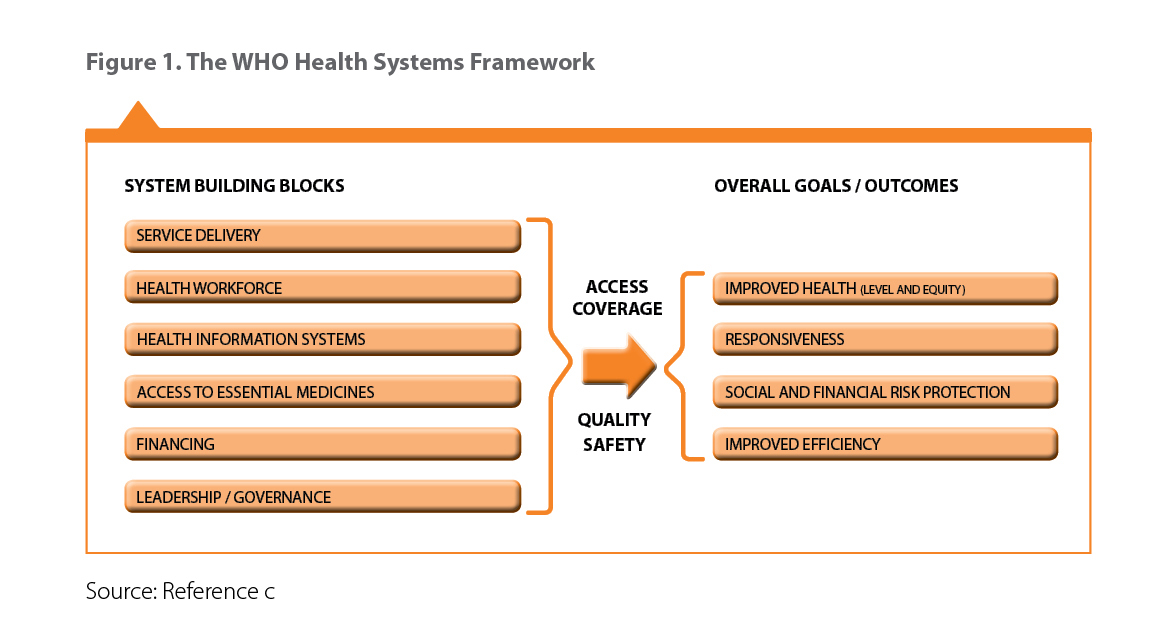 Figure 1. The WHO Health Systems Framework
SYSTEM BUILDING BLOCKS
SERVICE DELIVERY
HEALTH WORKFORCE
HEALTH INFORMATION SYSTEMS
ACCESS TO ESSENTIAL MEDICINES
FINANCING
LEADERSHIP / GOVERNANCE
ACCESS
COVERAGE
QUALITY
SAFETY
OVERALL GOALS / OUTCOMES
IMPROVED HEALTH (LEVEL AND EQUITY)
RESPONSIVENESS
SOCIAL AND FINANCIAL RISK PROTECTION
IMPROVED EFFICIENCY
Source: Reference c